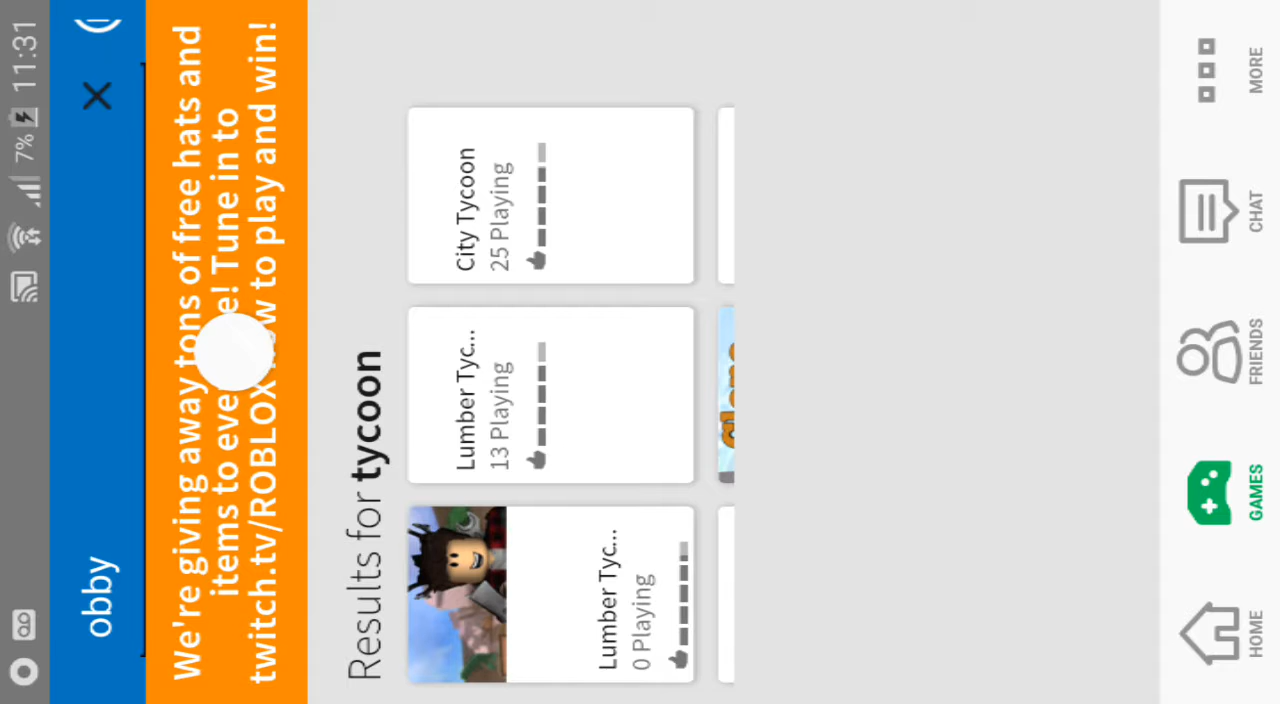 7% 11:31
obby
We're giving away tons of free hats and
items to eve e! Tune in to
twitch.tv/ROBLOX w to play and win!
Results for tycoon
Lumber Tyc...
0 Playing
Lumber Tyc...
13 Playing
City Tycoon
25 Playing
HOME
GAMES
FRIENDS
CHAT
MORE